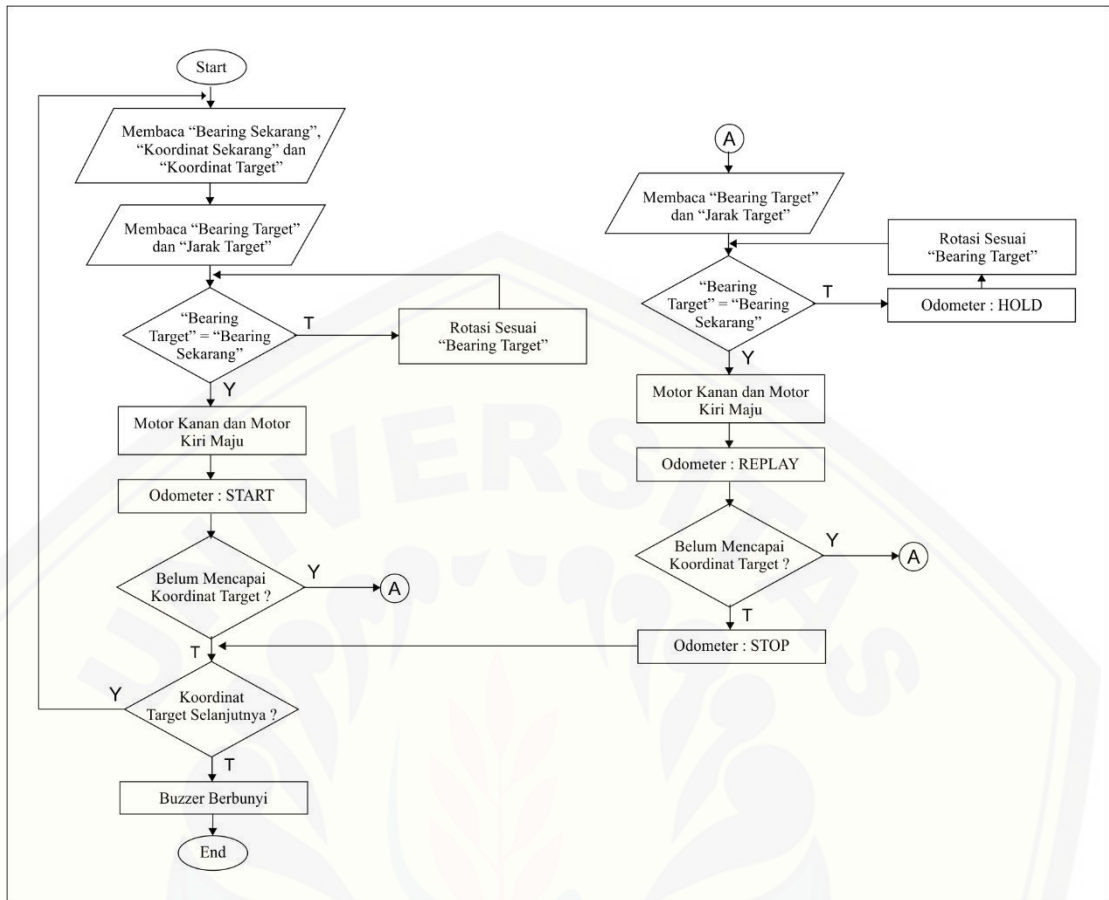 Start
Membaca “Bearing Sekarang”,
“Koordinat Sekarang” dan
“Koordinat Target”
Membaca “Bearing Target”
dan “Jarak Target”
“Bearing
Target” = “Bearing
Sekarang”
T
Rotasi Sesuai
“Bearing Target”
Y
Motor Kanan dan Motor
Kiri Maju
Odometer : START
Belum Mencapai
Koordinat Target ?
Y
A
T
Koordinat
Target Selanjutnya ?
Y
T
Buzzer Berbunyi
End
A
Membaca “Bearing Target”
dan “Jarak Target”
“Bearing
Target” = “Bearing
Sekarang”
T
Odometer : HOLD
Rotasi Sesuai
“Bearing Target”
Y
Motor Kanan dan Motor
Kiri Maju
Odometer : REPLAY
Belum Mencapai
Koordinat Target ?
Y
A
T
Odometer : STOP
UNIVERSITAS